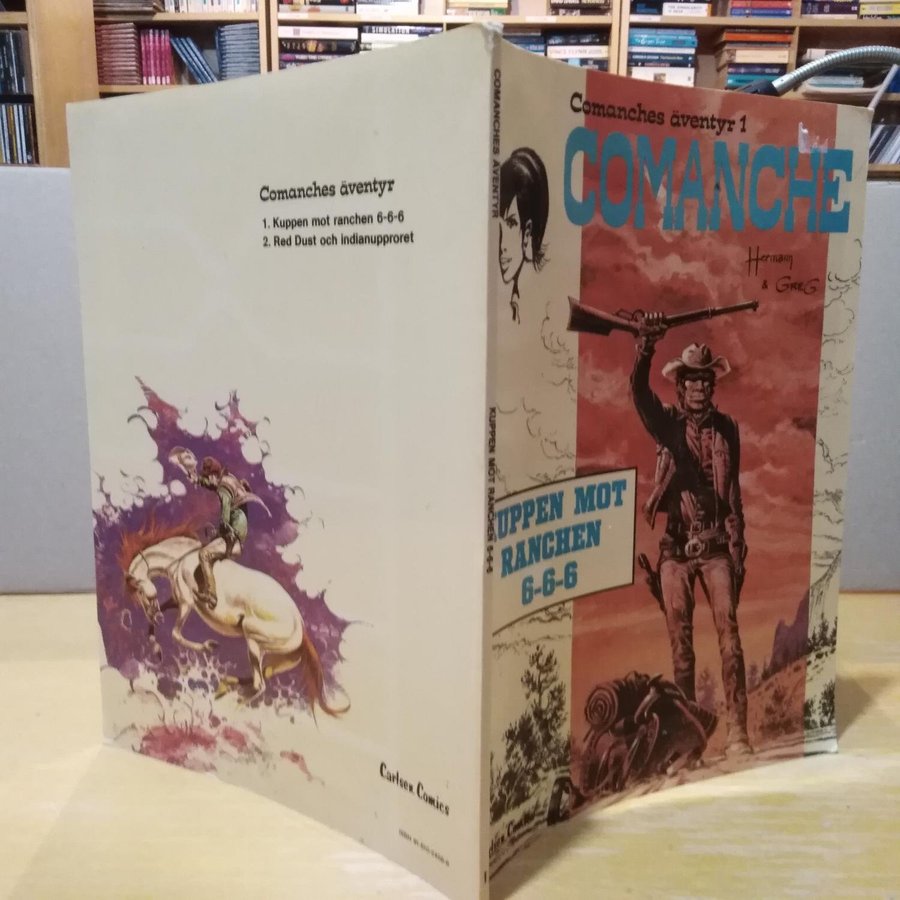 Comanches äventyr
1. Kuppen mot ranchen 6-6-6
2. Red Dust och indianupproret
Carlsen Comics
COMANCHES ÄVENTYR
KUPPEN MOT RANCHEN 6-6-6
Comanches äventyr 1
COMANCHE
Hermann
& GREG
UPPEN MOT
RANCHEN
6-6-6